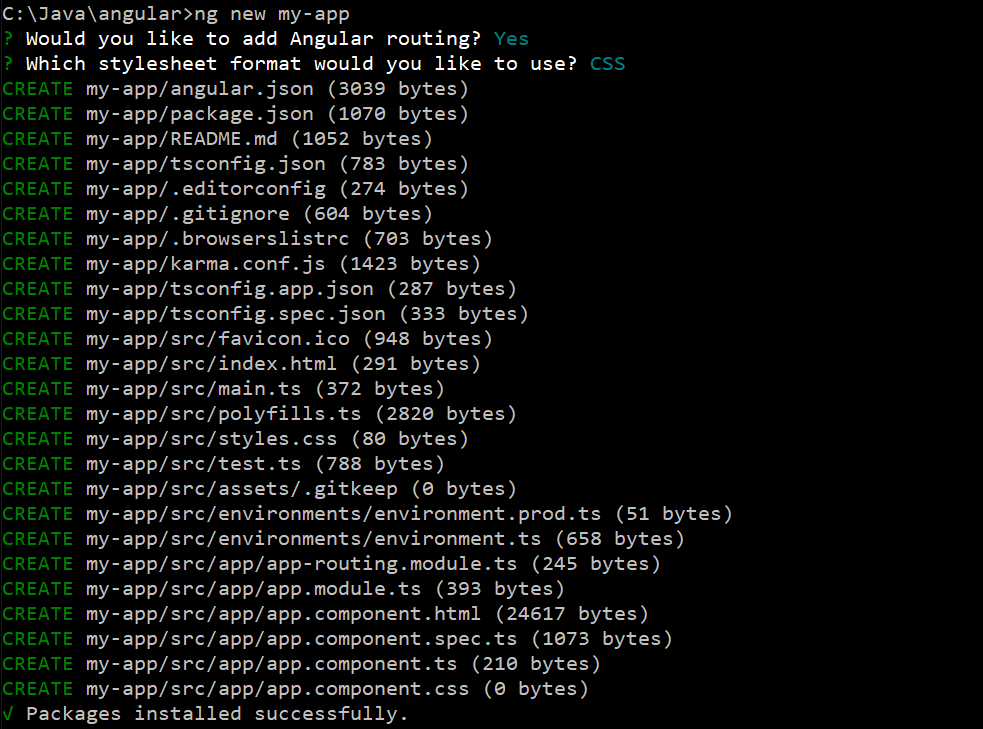 C:\Java\angular>ng new my-app
? Would you like to add Angular routing? Yes
? Which stylesheet format would you like to use? CSS
CREATE my-app/angular.json (3039 bytes)
CREATE my-app/package.json (1070 bytes)
CREATE my-app/README.md (1052 bytes)
CREATE my-app/tsconfig.json (783 bytes)
CREATE my-app/.editorconfig (274 bytes)
CREATE my-app/.gitignore (604 bytes)
CREATE my-app/.browserslistrc (703 bytes)
CREATE my-app/karma.conf.js (1423 bytes)
CREATE my-app/tsconfig.app.json (287 bytes)
CREATE my-app/tsconfig.spec.json (333 bytes)
CREATE my-app/src/favicon.ico (948 bytes)
CREATE my-app/src/index.html (291 bytes)
CREATE my-app/src/main.ts (372 bytes)
CREATE my-app/src/polyfills.ts (2820 bytes)
CREATE my-app/src/styles.css (80 bytes)
CREATE my-app/src/test.ts (788 bytes)
CREATE my-app/src/assets/.gitkeep (0 bytes)
CREATE my-app/src/environments/environment.prod.ts (51 bytes)
CREATE my-app/src/environments/environment.ts (658 bytes)
CREATE my-app/src/app/app-routing.module.ts (245 bytes)
CREATE my-app/src/app/app.module.ts (393 bytes)
CREATE my-app/src/app/app.component.html (24617 bytes)
CREATE my-app/src/app/app.component.spec.ts (1073 bytes)
CREATE my-app/src/app/app.component.ts (210 bytes)
CREATE my-app/src/app/app.component.css (0 bytes)
√ Packages installed successfully.